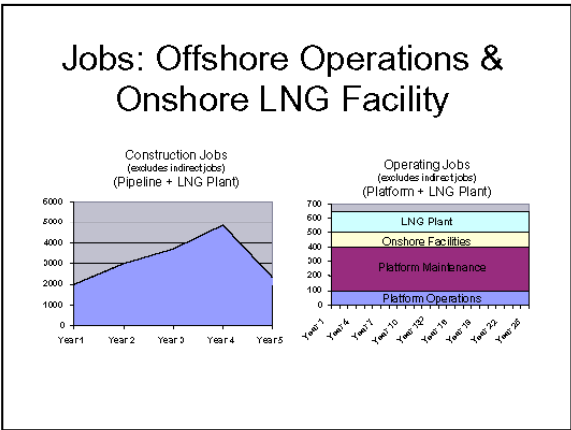 Jobs: Offshore Operations &
Onshore LNG Facility
Construction Jobs
(excludes indirect jobs)
(Pipeline + LNG Plant)
6000
5000
4000
3000
2000
1000
0
Year 1 Year 2 Year 3 Year 4 Year 5
Operating Jobs
(excludes indirect jobs)
(Platform + LNG Plant)
700
600
500
400
300
200
100
0
LNG Plant
Onshore Facilities
Platform Maintenance
Platform Operations
Year 1 Year 4 Year 7 Year 10 Year 132 Year 16 Year 19 Year 22 Year 25